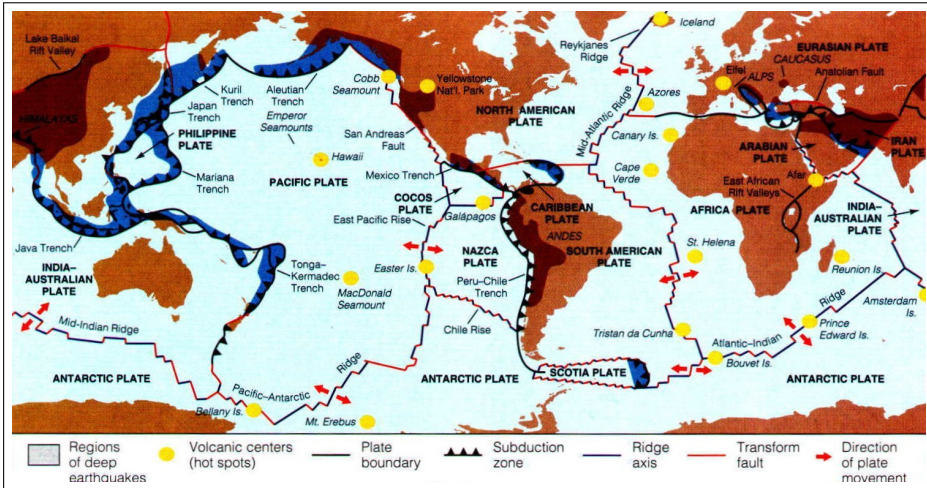 Lake Baikal
Rift Valley
HIMALAYAS
Kuril
Trench
Japan
Trench
PHILIPPINE
PLATE
Mariana
Trench
Aleutian
Trench
Emperor
Seamounts
Hawaii
PACIFIC PLATE
Cobb
Seamount
Yellowstone
Nat'l. Park
San Andreas
Fault
NORTH AMERICAN
PLATE
Mexico Trench
COCOS
PLATE
East Pacific Rise
Galápagos
CARIBBEAN
PLATE
Reykjanes
Ridge
Iceland
Mid-Atlantic Ridge
Azores
Canary Is.
Cape
Verde
Eifel
ALPS
EURASIAN PLATE
CAUCASUS
Anatolian Fault
ARABIAN
PLATE
IRAN
PLATE
Afar
East African
Rift Valleys
AFRICA PLATE
INDIA–
AUSTRALIAN
PLATE
Java Trench
INDIA–
AUSTRALIAN
PLATE
Mid-Indian Ridge
Tonga-
Kermadec
Trench
MacDonald
Seamount
Easter Is.
NAZCA
PLATE
ANDES
SOUTH AMERICAN
PLATE
Peru–Chile
Trench
Chile Rise
St. Helena
Reunion Is.
Amsterdam
Is.
Tristan da Cunha
Atlantic–Indian
Ridge
Prince
Edward Is.
Bouvet Is.
ANTARCTIC PLATE
Pacific–Antarctic
Ridge
Bellany Is.
Mt. Erebus
ANTARCTIC PLATE
SCOTIA PLATE
ANTARCTIC PLATE
Regions
of deep
earthquakes
Volcanic centers
(hot spots)
Plate
boundary
Subduction
zone
Ridge
axis
Transform
fault
Direction
of plate
movement